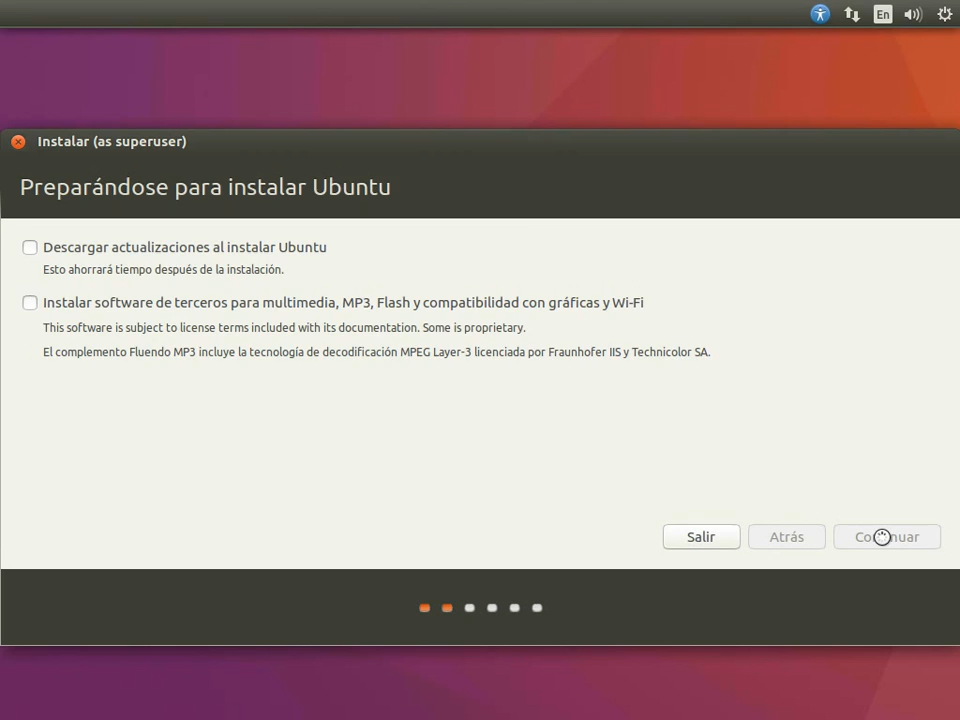 En
Instalar (as superuser)
Preparándose para instalar Ubuntu
Descargar actualizaciones al instalar Ubuntu
Esto ahorrará tiempo después de la instalación.
Instalar software de terceros para multimedia, MP3, Flash y compatibilidad con gráficas y Wi-Fi
This software is subject to license terms included with its documentation. Some is proprietary.
El complemento Fluendo MP3 incluye la tecnología de decodificación MPEG Layer-3 licenciada por Fraunhofer IIS y Technicolor SA.
Salir Atrás Continuar